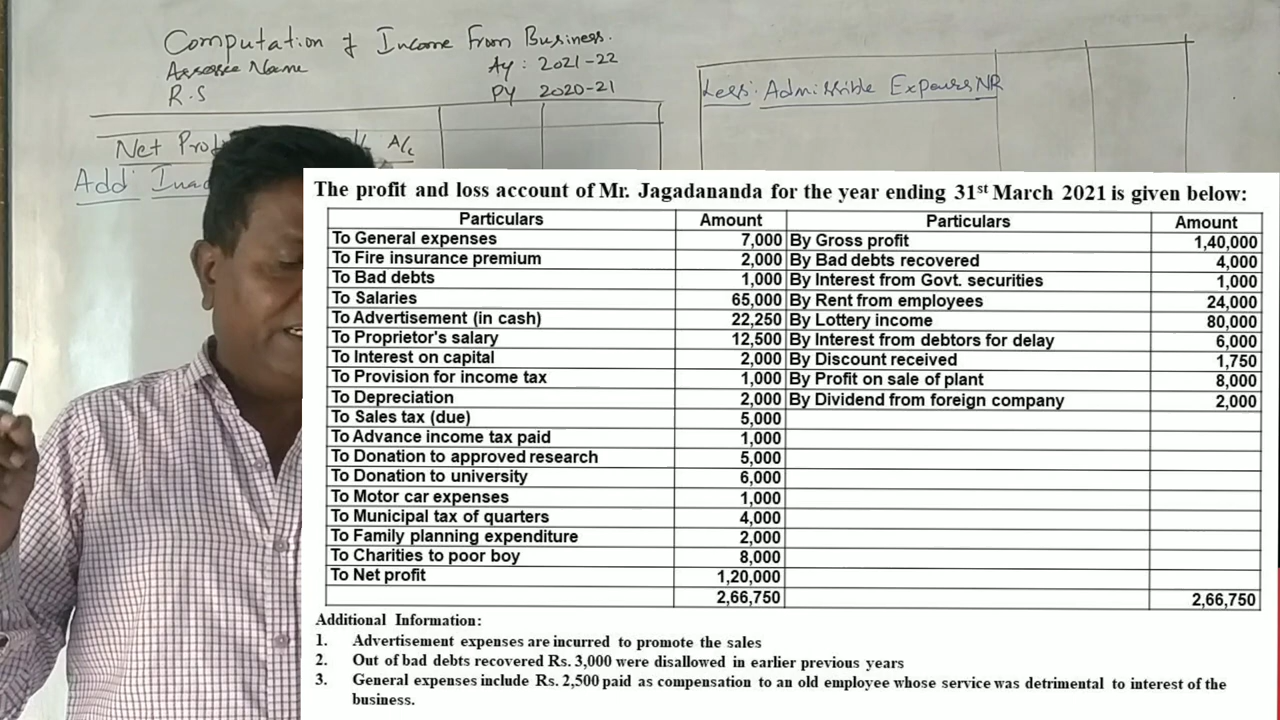 Computation of Income From Business.
Assessee Name
Ay : 2021-22
R.S
PY 2020-21
Less: Admissible Expenses NR
Net A/c
Add
The profit and loss account of Mr. Jagadananda for the year ending 31st March 2021 is given below:
Particulars Amount Particulars Amount
To General expenses 7,000 By Gross profit 1,40,000
To Fire insurance premium 2,000 By Bad debts recovered 4,000
To Bad debts 1,000 By Interest from Govt. securities 1,000
To Salaries 65,000 By Rent from employees 24,000
To Advertisement (in cash) 22,250 By Lottery income 80,000
To Proprietor's salary 12,500 By Interest from debtors for delay 6,000
To Interest on capital 2,000 By Discount received 1,750
To Provision for income tax 1,000 By Profit on sale of plant 8,000
To Depreciation 2,000 By Dividend from foreign company 2,000
To Sales tax (due) 5,000
To Advance income tax paid 1,000
To Donation to approved research 5,000
To Donation to university 6,000
To Motor car expenses 1,000
To Municipal tax of quarters 4,000
To Family planning expenditure 2,000
To Charities to poor boy 8,000
To Net profit 1,20,000
2,66,750 2,66,750
Additional Information:
1. Advertisement expenses are incurred to promote the sales
2. Out of bad debts recovered Rs. 3,000 were disallowed in earlier previous years
3. General expenses include Rs. 2,500 paid as compensation to an old employee whose service was detrimental to interest of the
business.